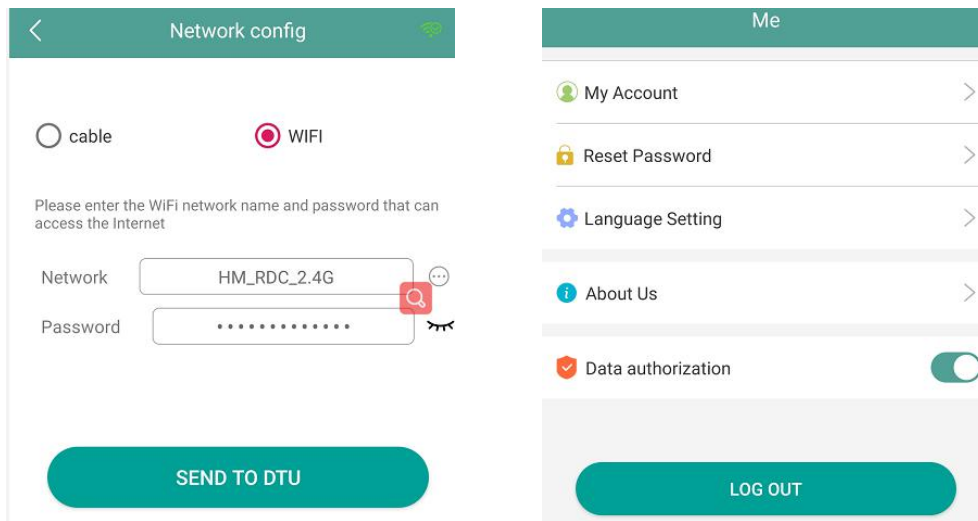 Network config
cable
WIFI
Please enter the WiFi network name and password that can
access the Internet
Network
HM_RDC_2.4G
Password
•••••••••••••
SEND TO DTU
Me
My Account
Reset Password
Language Setting
About Us
Data authorization
LOG OUT